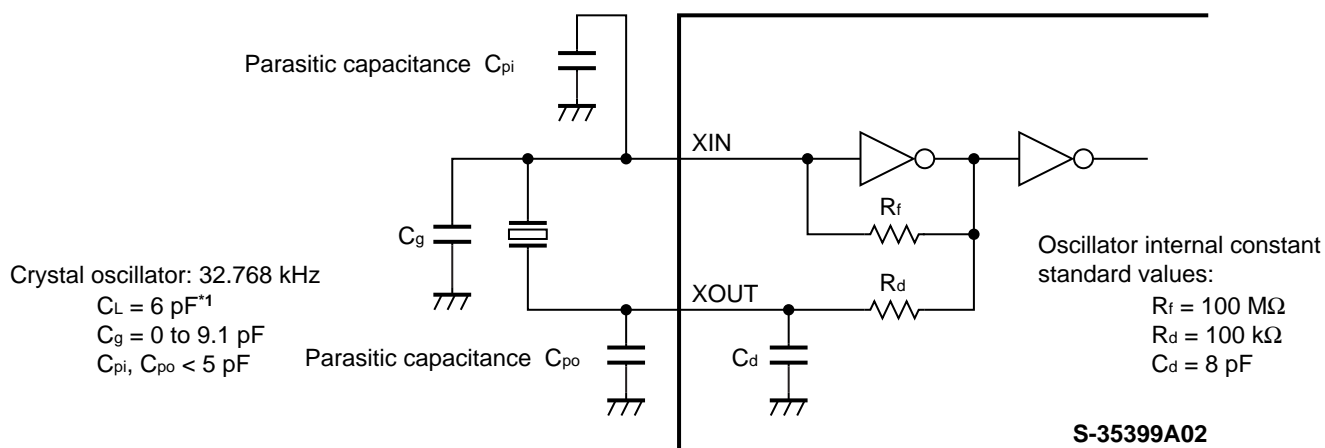 Parasitic capacitance Cpi
XIN
Rf
Cg
Crystal oscillator: 32.768 kHz
CL = 6 pF*1
Cg = 0 to 9.1 pF
Cpi, Cpo < 5 pF
XOUT
Rd
Parasitic capacitance Cpo
Cd
Oscillator internal constant
standard values:
Rf = 100 MΩ
Rd = 100 kΩ
Cd = 8 pF
S-35399A02